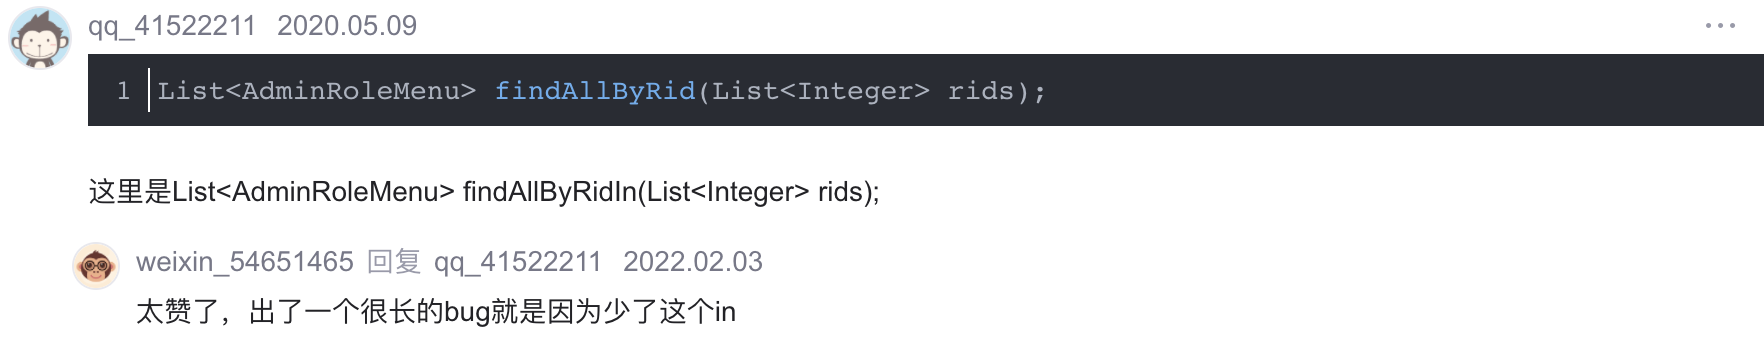 qq_41522211 2020.05.09
1 List<AdminRoleMenu> findAllByRid(List<Integer> rids);
这里是List<AdminRoleMenu> findAllByRidIn(List<Integer> rids);
weixin_54651465 回复 qq_41522211 2022.02.03
太赞了，出了一个很长的bug就是因为少了这个in